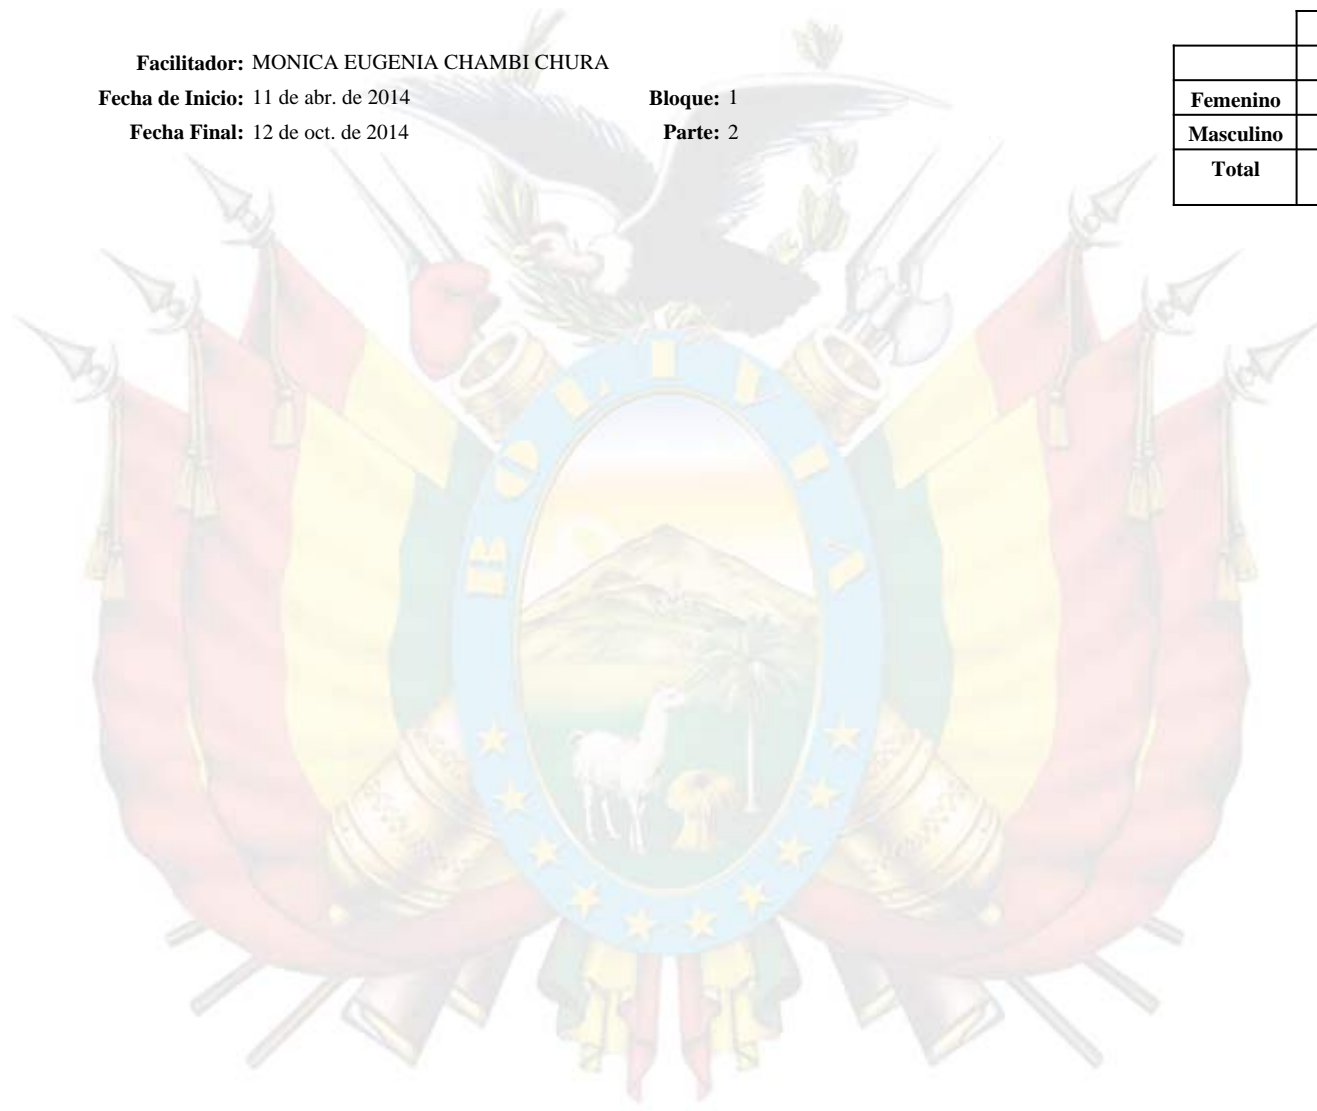 Facilitador: MONICA EUGENIA CHAMBI CHURA
Fecha de Inicio: 11 de abr. de 2014 Bloque: 1
Fecha Final: 12 de oct. de 2014 Parte: 2
Femenino
Masculino
Total
BOLIVIA